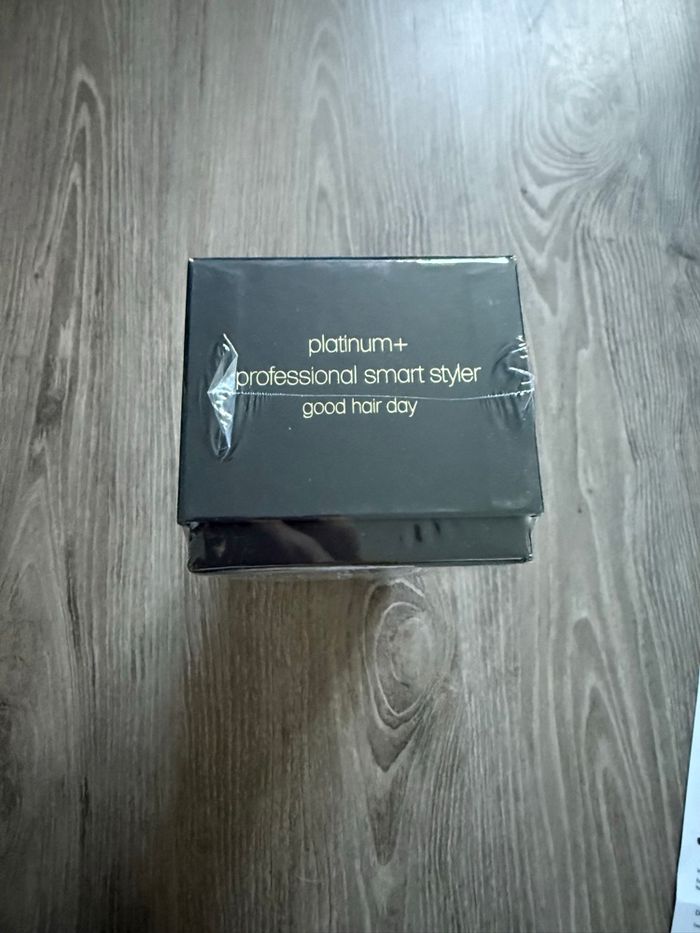 platinum+
professional smart styler
good hair day